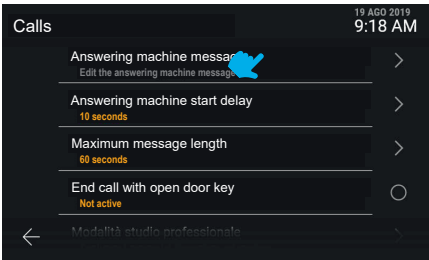 19 AGO 2019
Calls
9:18 AM
Answering machine message
Edit the answering machine message
Answering machine start delay
10 seconds
Maximum message length
60 seconds
End call with open door key
Not active
Modalità studio professionale